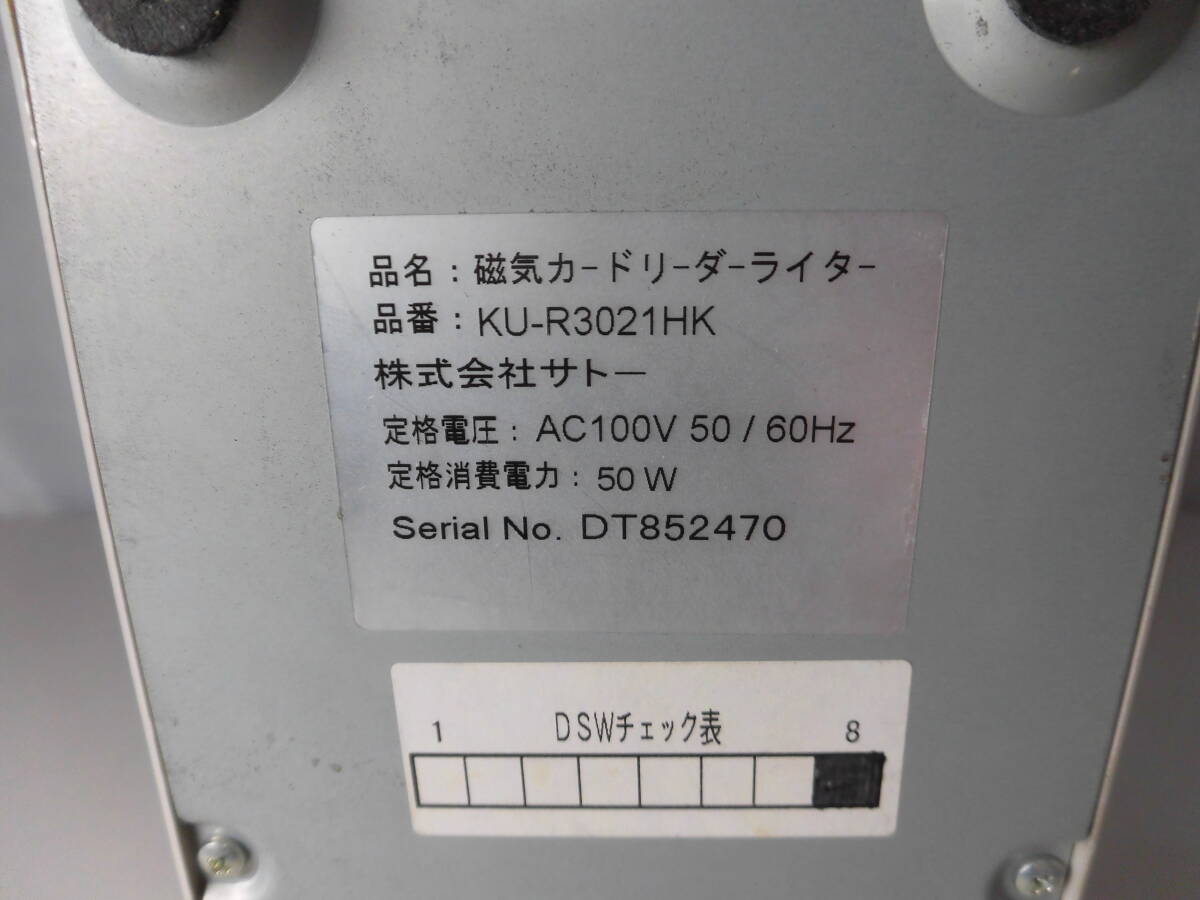 品名：磁気カードリーダーライター
品番：KU-R3021HK
株式会社サトー
定格電圧：AC100V 50 / 60Hz
定格消費電力：50 W
Serial No. DT852470
1 DSWチェック表 8